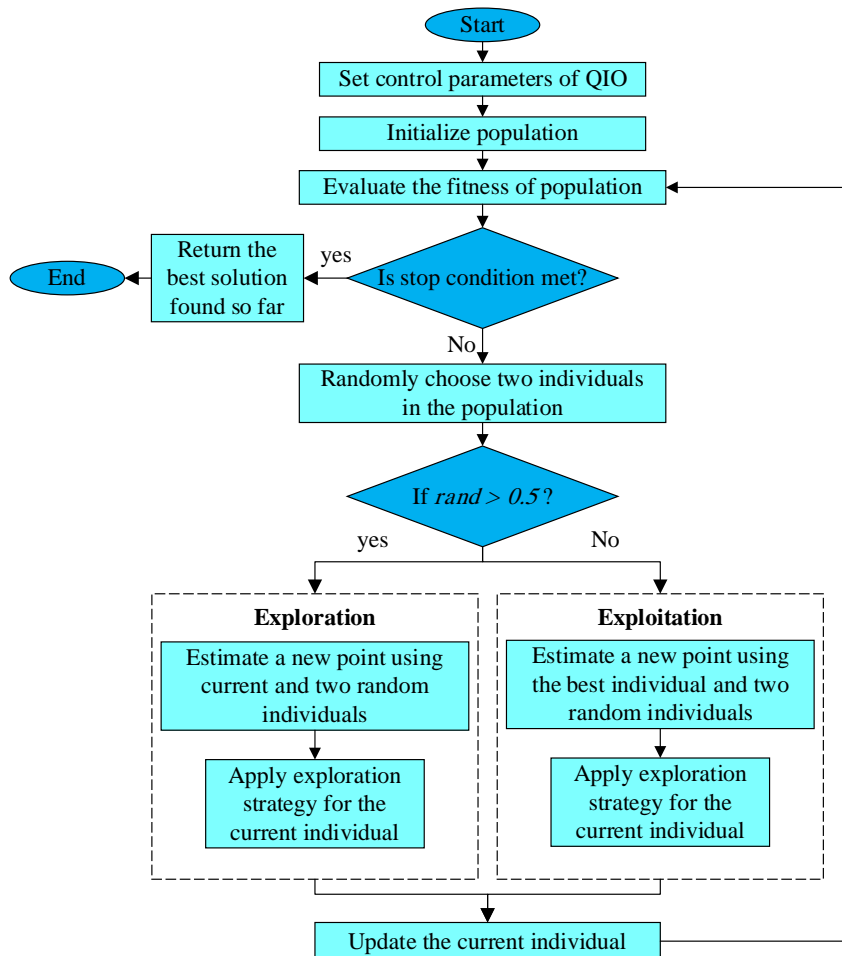 Start
Set control parameters of QIO
Initialize population
Evaluate the fitness of population
Return the
best solution
found so far
yes
End
Is stop condition met?
No
Randomly choose two individuals
in the population
If rand > 0.5 ?
yes
No
Exploration
Estimate a new point using
current and two random
individuals
Apply exploration
strategy for the
current individual
Exploitation
Estimate a new point using
the best individual and two
random individuals
Apply exploration
strategy for the
current individual
Update the current individual